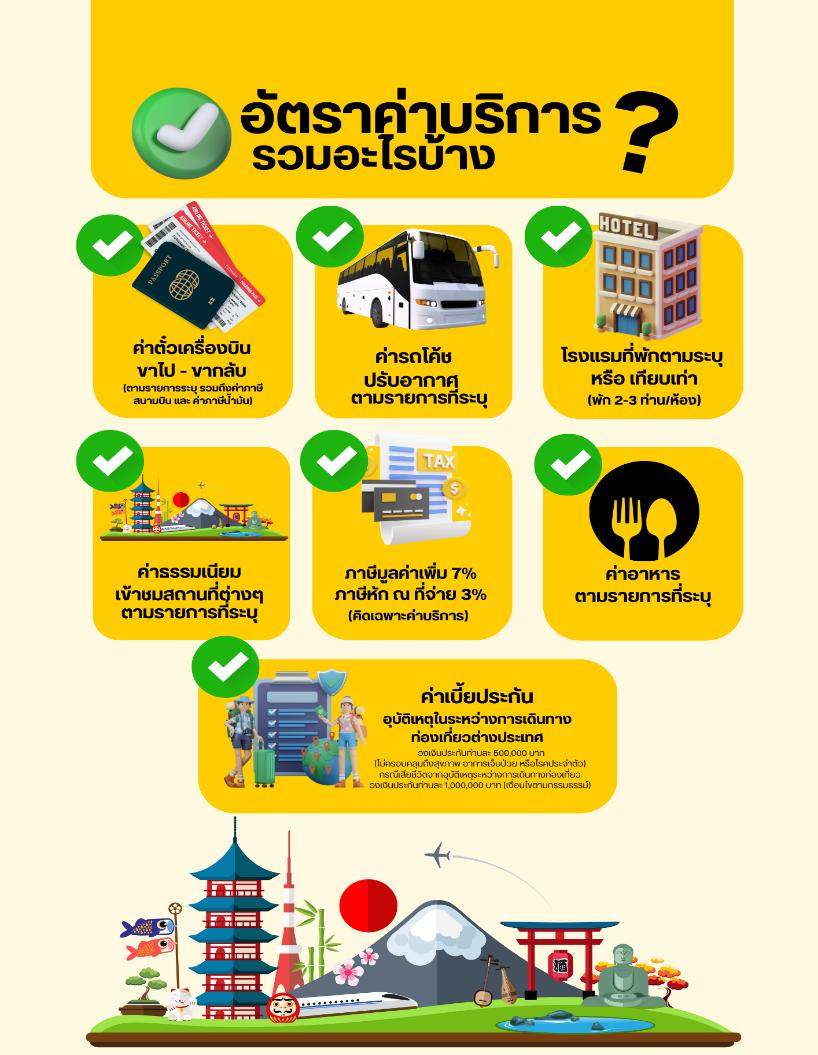 อัตราค่าบริการ
รวมอะไรบ้าง
?
AIRLINE TICKET
AIRLINE TICKET
PASSPORT
HOTEL
ค่าตั๋วเครื่องบิน
ขาไป - ขากลับ
(ตามรายการระบุ รวมถึงค่าภาษี
สนามบิน และ ค่าภาษีน้ำมัน)
ค่ารถโค้ช
ปรับอากาศ
ตามรายการที่ระบุ
โรงแรมที่พักตามระบุ
หรือ เทียบเท่า
(พัก 2-3 ท่าน/ห้อง)
ค่าธรรมเนียม
เข้าชมสถานที่ต่างๆ
ตามรายการที่ระบุ
TAX
$
ภาษีมูลค่าเพิ่ม 7%
ภาษีหัก ณ ที่จ่าย 3%
(คิดเฉพาะค่าบริการ)
ค่าอาหาร
ตามรายการที่ระบุ
ค่าเบี้ยประกัน
อุบัติเหตุในระหว่างการเดินทาง
ท่องเที่ยวต่างประเทศ
วงเงินประกันท่านละ 500,000 บาท
(ไม่ครอบคลุมถึงสุขภาพ อาการเจ็บป่วย หรือโรคประจำตัว)
กรณีเสียชีวิตจากอุบัติเหตุระหว่างการเดินทางท่องเที่ยว
วงเงินประกันท่านละ 1,000,000 บาท (เงื่อนไขตามกรรมธรรม์)